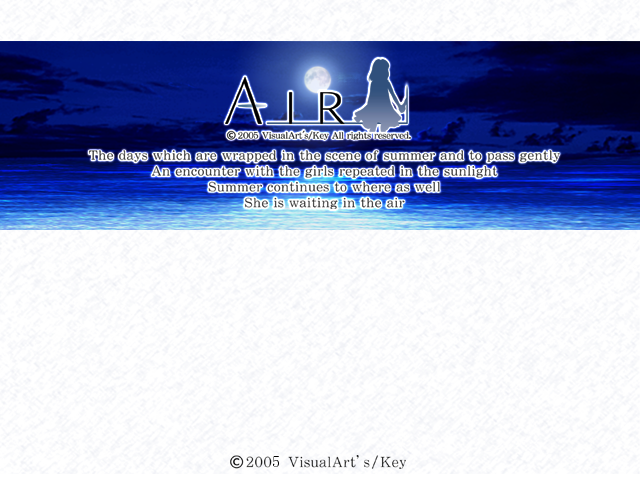 AIR
©2005 VisualArt's/Key All rights reserved.
The days which are wrapped in the scene of summer and to pass gently
An encounter with the girls repeated in the sunlight
Summer continues to where as well
She is waiting in the air
©2005 VisualArt's/Key